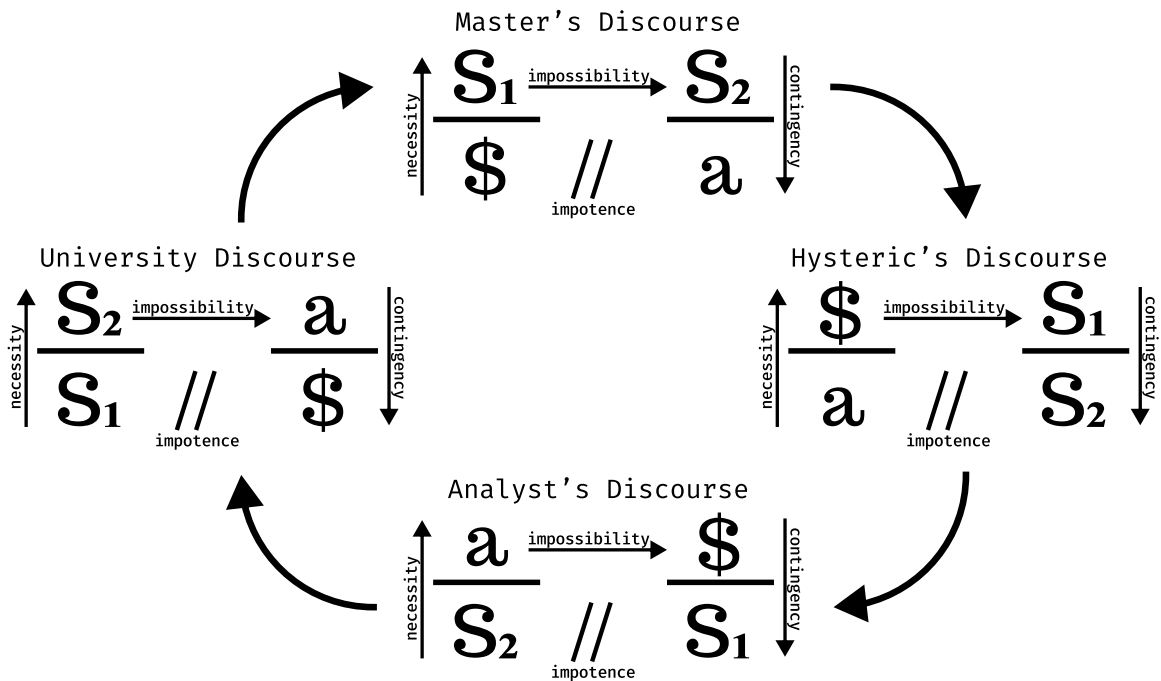 Master's Discourse
necessity
S1 impossibility S2
contingency
$ // a
impotence
University Discourse
necessity
S2 impossibility a
contingency
S1 // $
impotence
Hysteric's Discourse
necessity
$ impossibility S1
contingency
a // S2
impotence
Analyst's Discourse
necessity
a impossibility $
contingency
S2 // S1
impotence